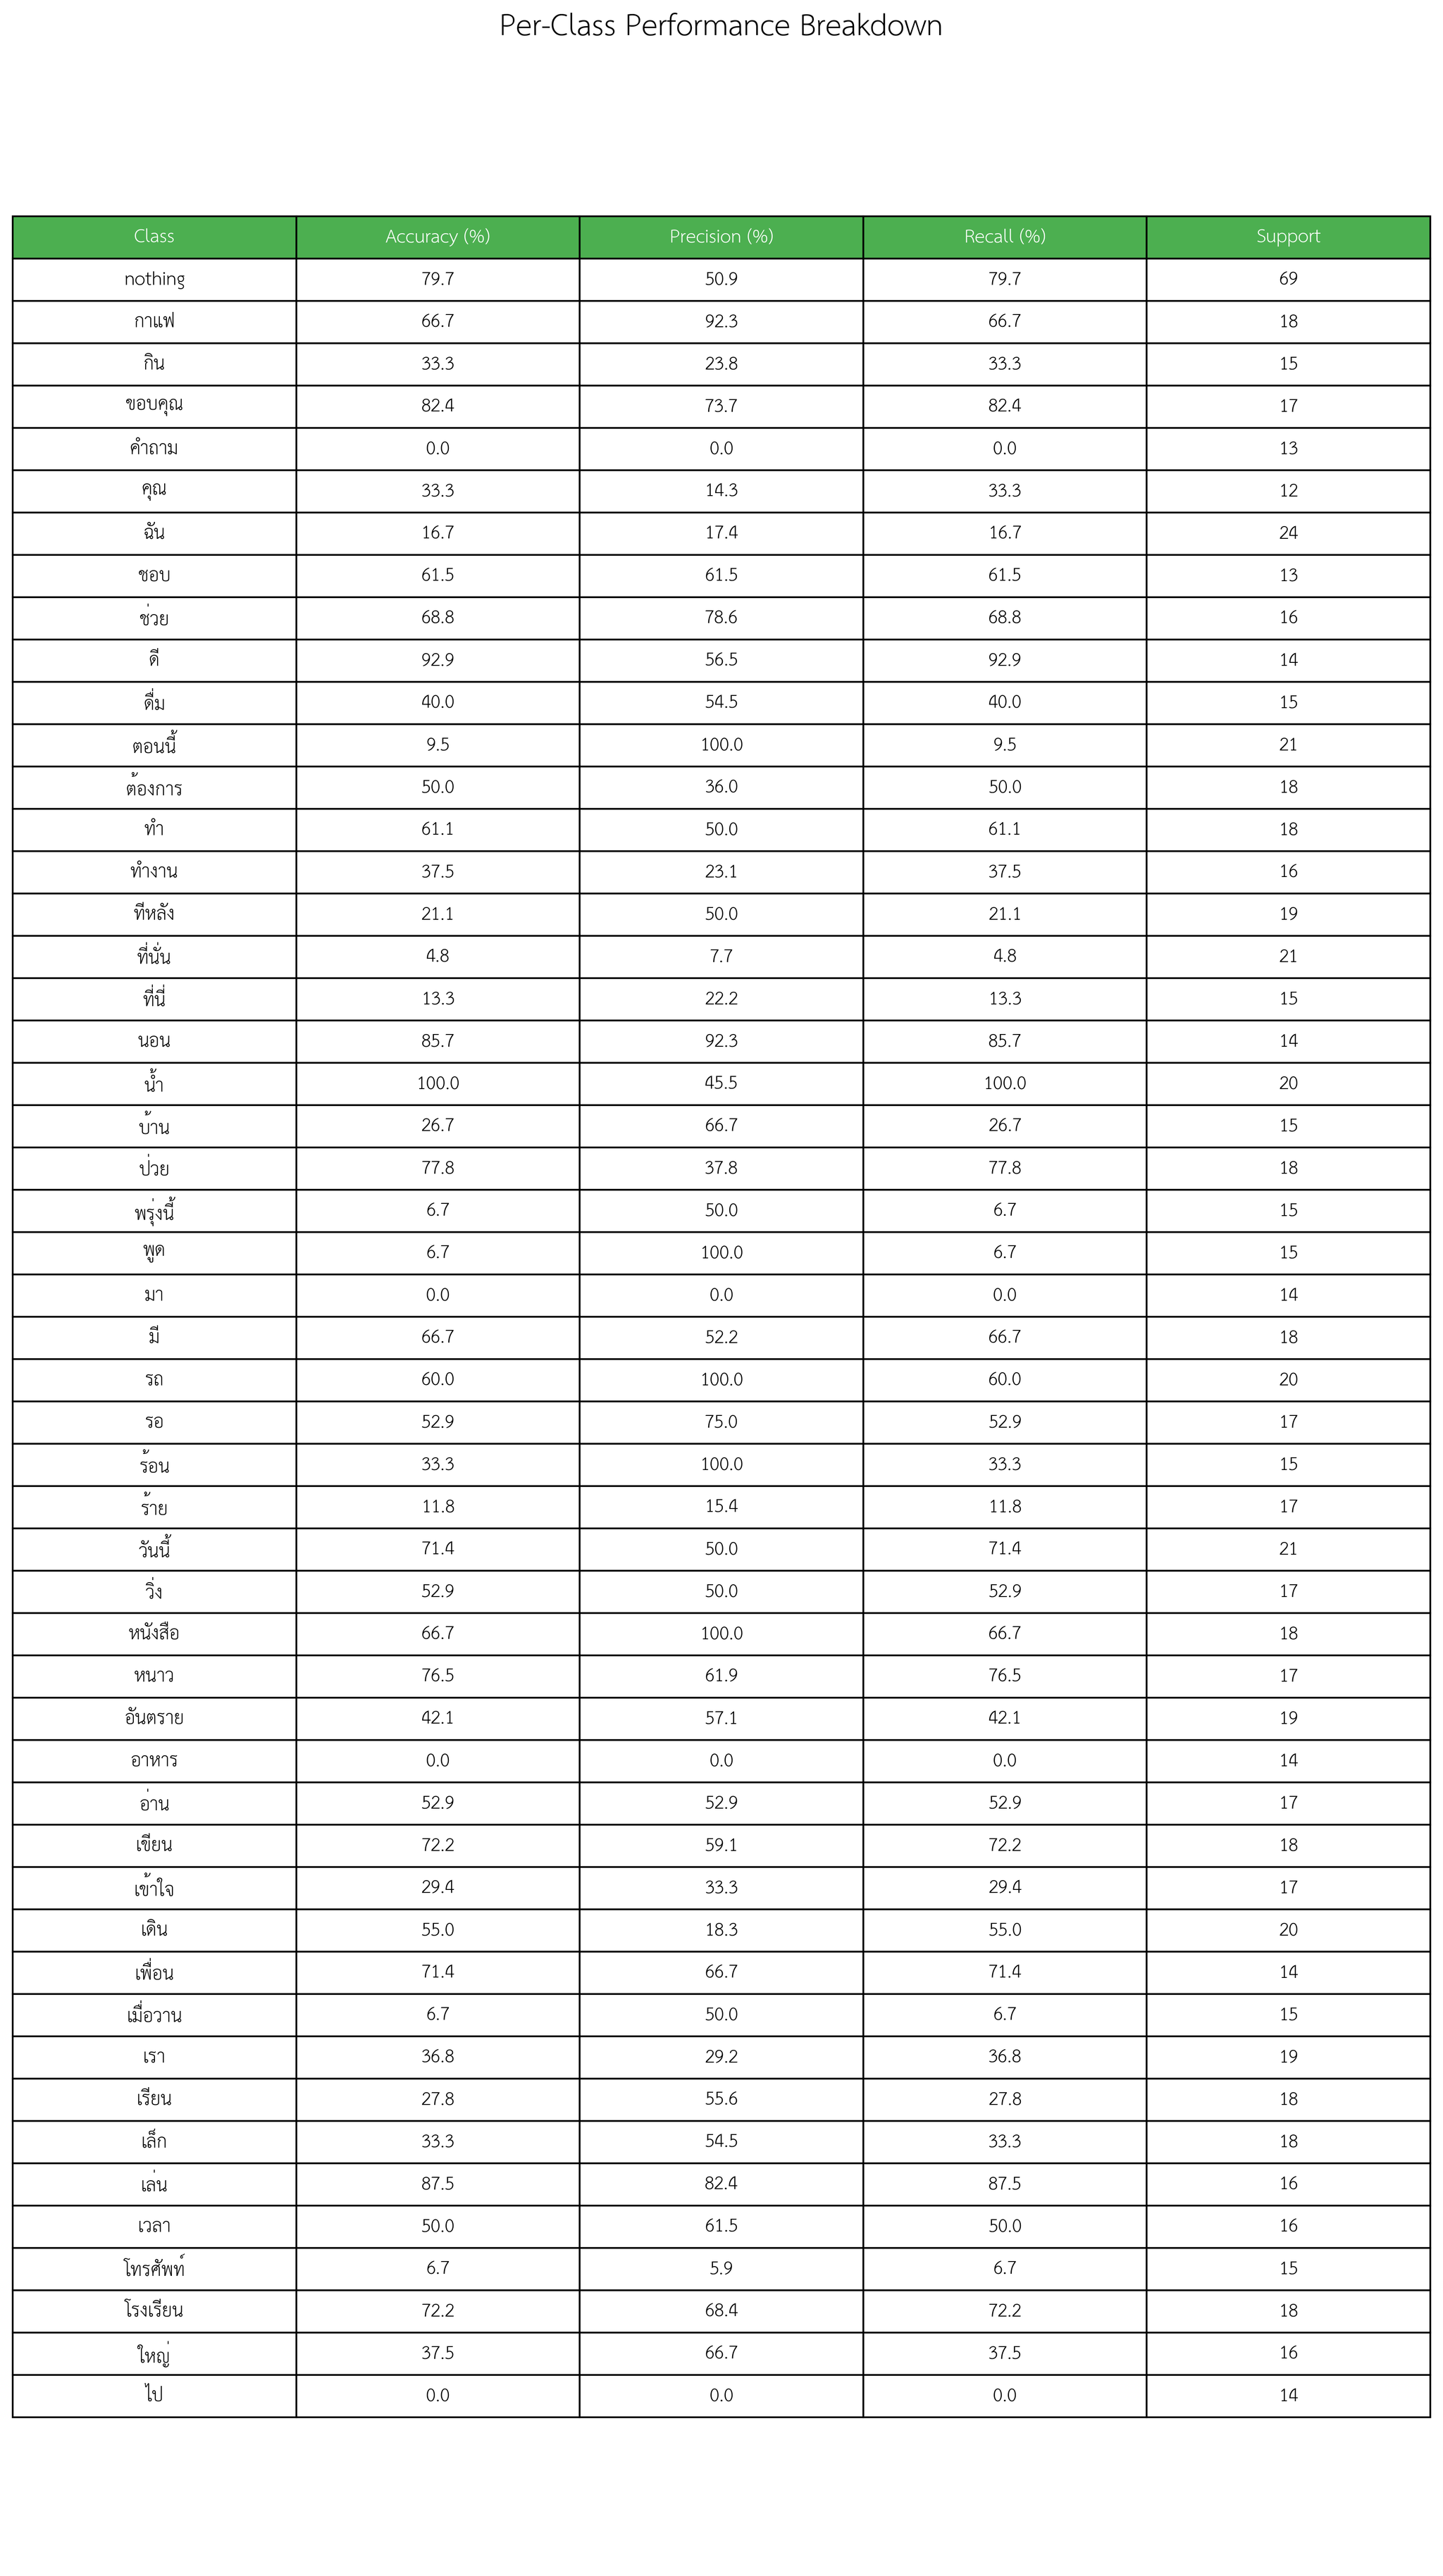 Per-Class Performance Breakdown
Class Accuracy (%) Precision (%) Recall (%) Support
nothing 79.7 50.9 79.7 69
กาแฟ 66.7 92.3 66.7 18
กิน 33.3 23.8 33.3 15
ขอบคุณ 82.4 73.7 82.4 17
คำถาม 0.0 0.0 0.0 13
คุณ 33.3 14.3 33.3 12
ฉัน 16.7 17.4 16.7 24
ชอบ 61.5 61.5 61.5 13
ช่วย 68.8 78.6 68.8 16
ดี 92.9 56.5 92.9 14
ดื่ม 40.0 54.5 40.0 15
ตอนนี้ 9.5 100.0 9.5 21
ต้องการ 50.0 36.0 50.0 18
ทำ 61.1 50.0 61.1 18
ทำงาน 37.5 23.1 37.5 16
ทีหลัง 21.1 50.0 21.1 19
ที่นั่น 4.8 7.7 4.8 21
ที่นี่ 13.3 22.2 13.3 15
นอน 85.7 92.3 85.7 14
น้ำ 100.0 45.5 100.0 20
บ้าน 26.7 66.7 26.7 15
ป่วย 77.8 37.8 77.8 18
พรุ่งนี้ 6.7 50.0 6.7 15
พูด 6.7 100.0 6.7 15
มา 0.0 0.0 0.0 14
มี 66.7 52.2 66.7 18
รถ 60.0 100.0 60.0 20
รอ 52.9 75.0 52.9 17
ร้อน 33.3 100.0 33.3 15
ร้าย 11.8 15.4 11.8 17
วันนี้ 71.4 50.0 71.4 21
วิ่ง 52.9 50.0 52.9 17
หนังสือ 66.7 100.0 66.7 18
หนาว 76.5 61.9 76.5 17
อันตราย 42.1 57.1 42.1 19
อาหาร 0.0 0.0 0.0 14
อ่าน 52.9 52.9 52.9 17
เขียน 72.2 59.1 72.2 18
เข้าใจ 29.4 33.3 29.4 17
เดิน 55.0 18.3 55.0 20
เพื่อน 71.4 66.7 71.4 14
เมื่อวาน 6.7 50.0 6.7 15
เรา 36.8 29.2 36.8 19
เรียน 27.8 55.6 27.8 18
เล็ก 33.3 54.5 33.3 18
เล่น 87.5 82.4 87.5 16
เวลา 50.0 61.5 50.0 16
โทรศัพท์ 6.7 5.9 6.7 15
โรงเรียน 72.2 68.4 72.2 18
ใหญ่ 37.5 66.7 37.5 16
ไป 0.0 0.0 0.0 14